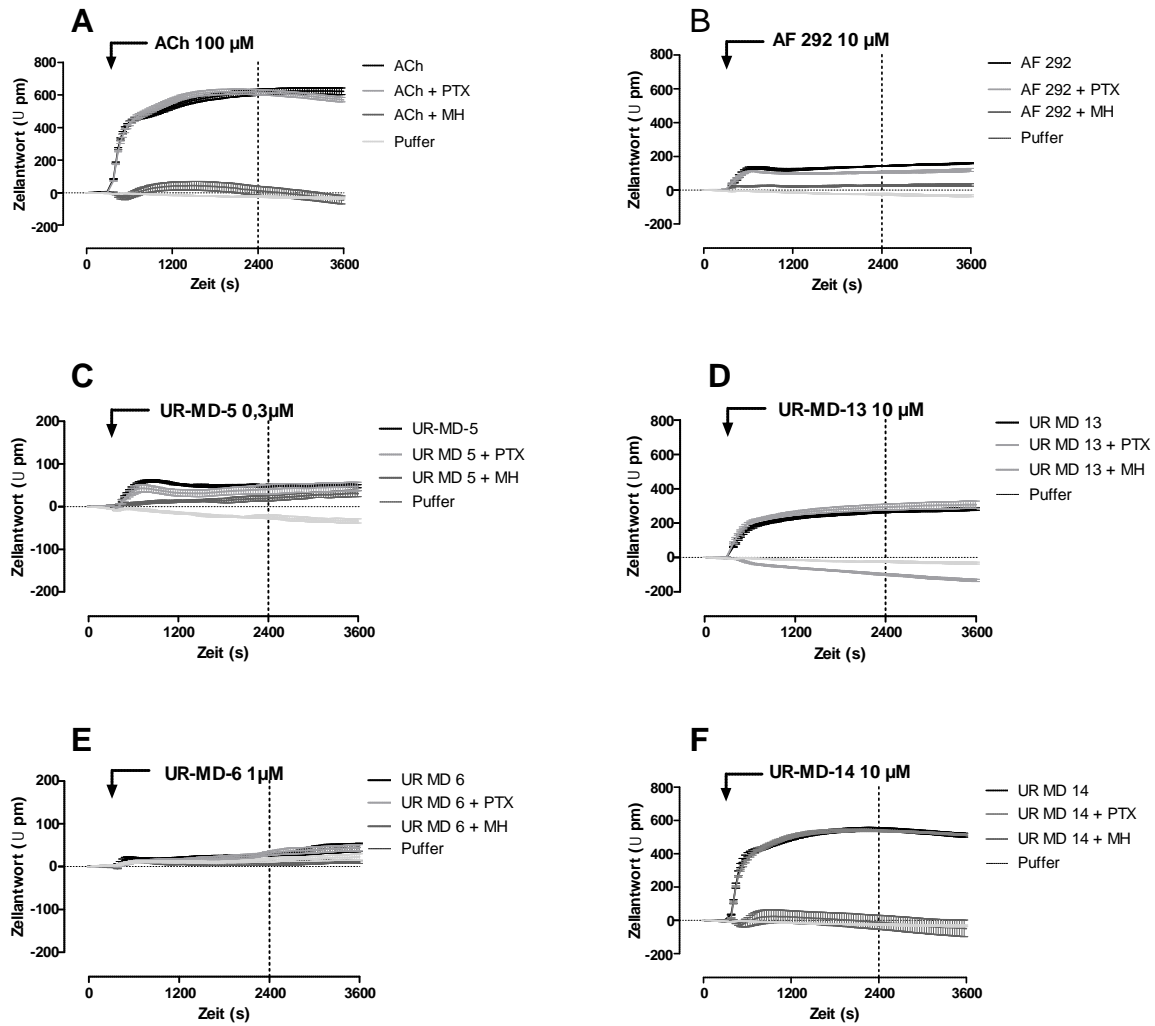 A
ACh 100 µM
Zellantwort (U pm)
800
600
400
200
0
-200
0 1200 2400 3600
Zeit (s)
ACh
ACh + PTX
ACh + MH
Puffer
B
AF 292 10 µM
Zellantwort (U pm)
800
600
400
200
0
-200
0 1200 2400 3600
Zeit (s)
AF 292
AF 292 + PTX
AF 292 + MH
Puffer
C
UR-MD-5 0,3µM
Zellantwort (U pm)
200
100
0
-100
-200
0 1200 2400 3600
Zeit (s)
UR-MD-5
UR MD 5 + PTX
UR MD 5 + MH
Puffer
D
UR-MD-13 10 µM
Zellantwort (U pm)
800
600
400
200
0
-200
0 1200 2400 3600
Zeit (s)
UR MD 13
UR MD 13 + PTX
UR MD 13 + MH
Puffer
E
UR-MD-6 1µM
Zellantwort (U pm)
200
100
0
-100
-200
0 1200 2400 3600
Zeit (s)
UR MD 6
UR MD 6 + PTX
UR MD 6 + MH
Puffer
F
UR-MD-14 10 µM
Zellantwort (U pm)
800
600
400
200
0
-200
0 1200 2400 3600
Zeit (s)
UR MD 14
UR MD 14 + PTX
UR MD 14 + MH
Puffer